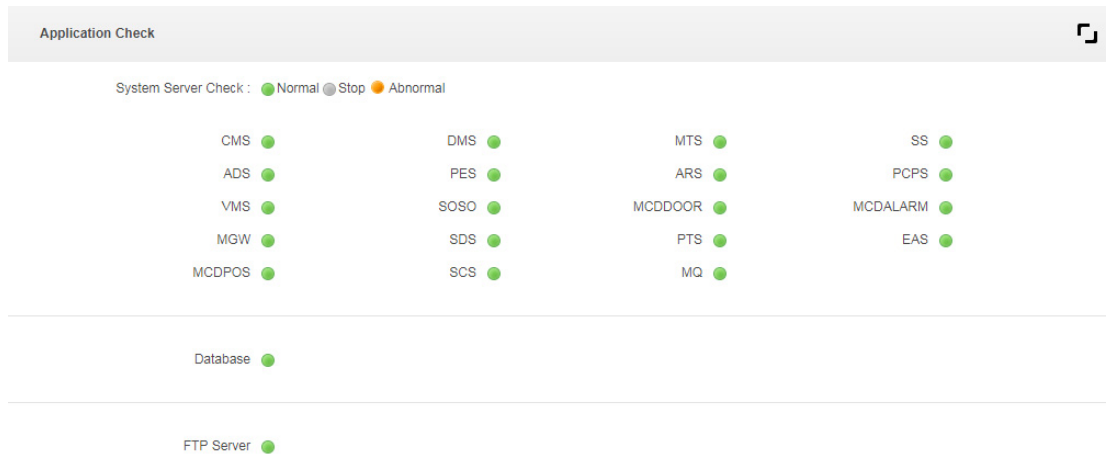 Application Check
System Server Check : Normal Stop Abnormal
CMS DMS MTS SS
ADS PES ARS PCPS
VMS SOSO MCDDOOR MCDALARM
MGW SDS PTS EAS
MCDPOS SCS MQ
Database
FTP Server